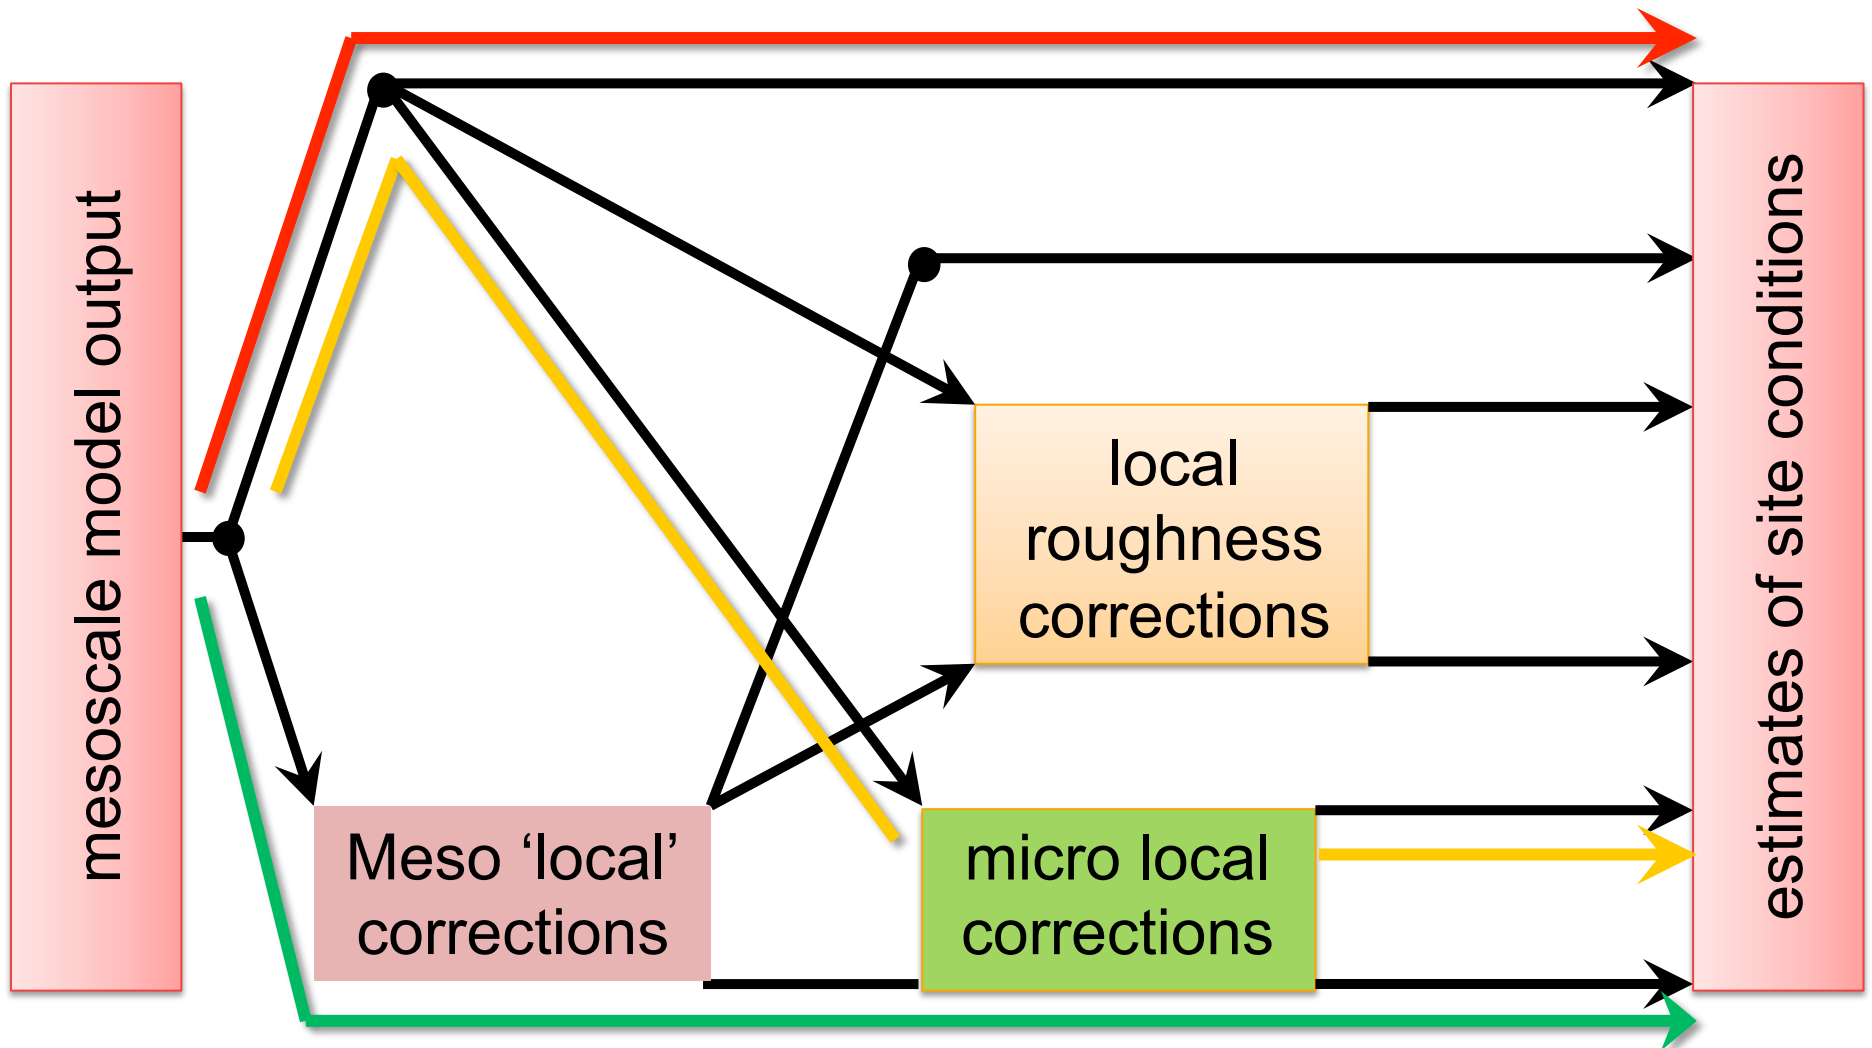 mesoscale model output
local
roughness
corrections
Meso ‘local’
corrections
micro local
corrections
estimates of site conditions